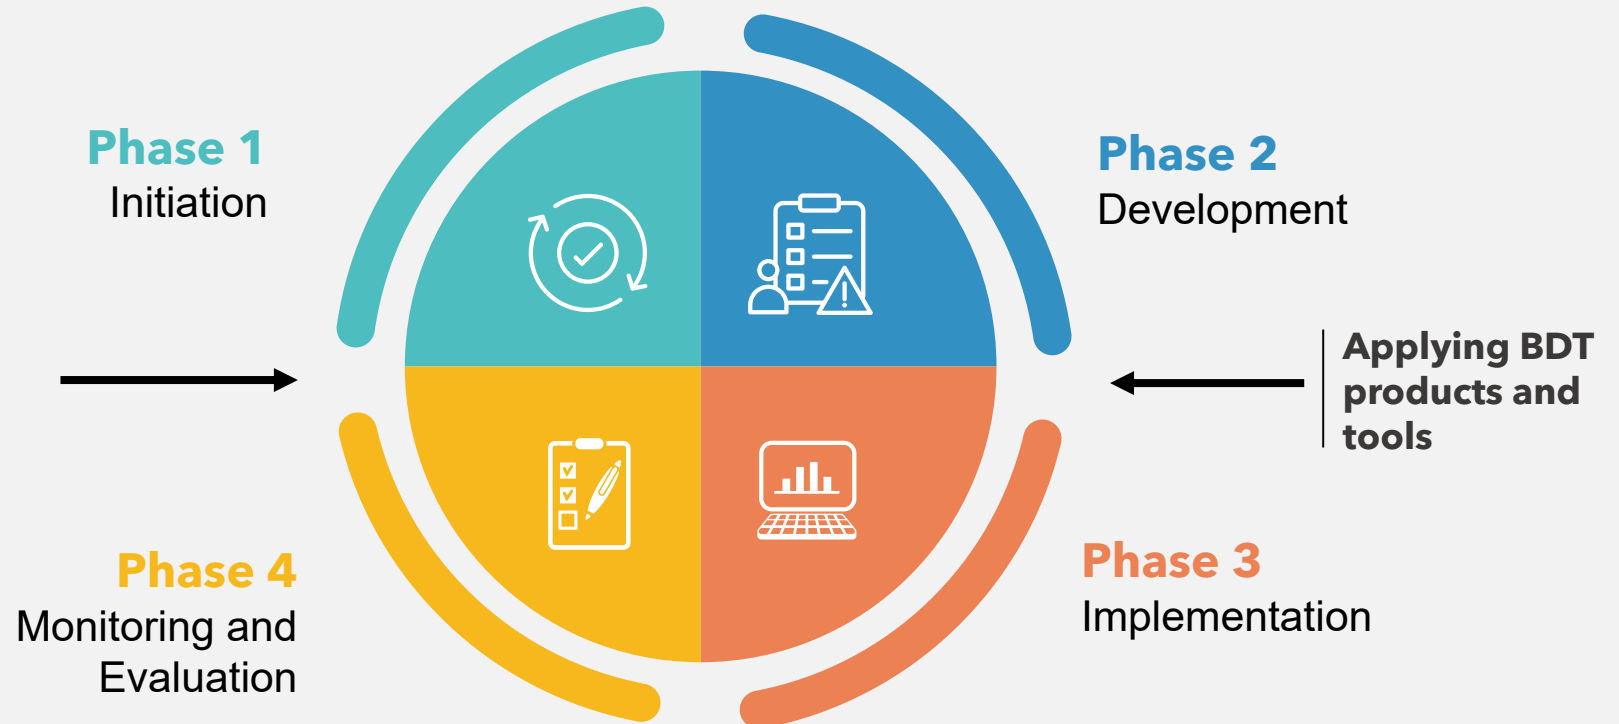 Phase 1
Initiation
Phase 2
Development
Applying BDT
products and
tools
Phase 4
Monitoring and
Evaluation
Phase 3
Implementation